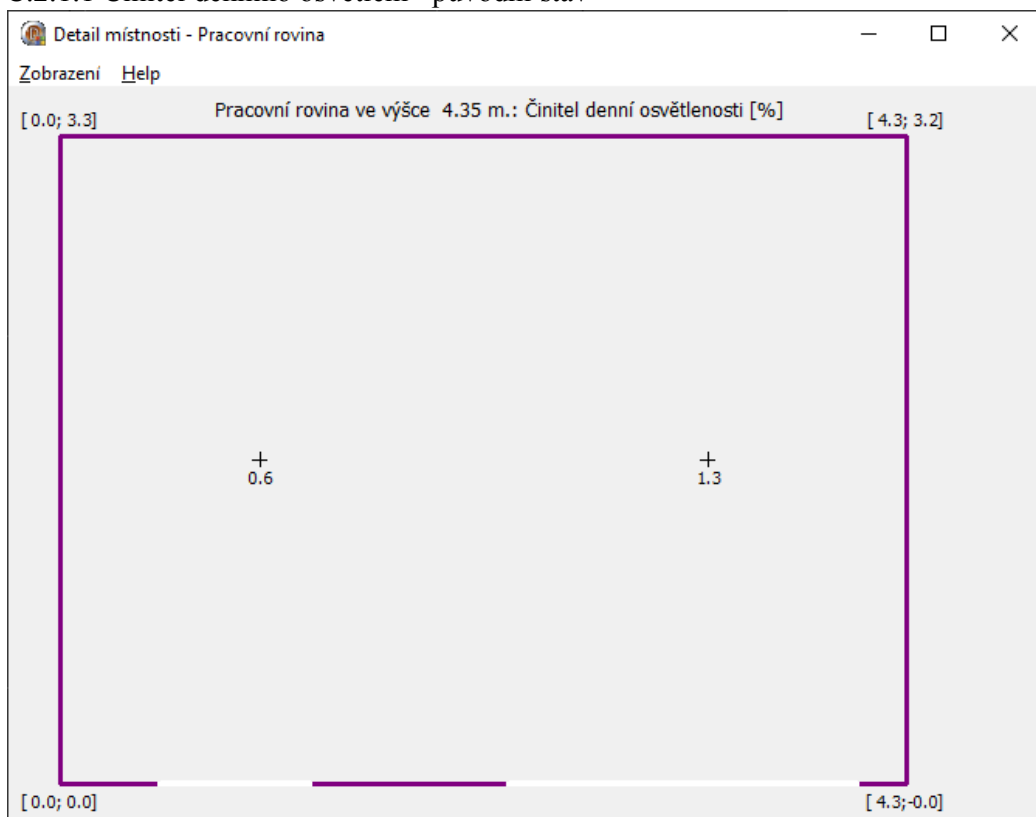 Detail místnosti - Pracovní rovina
Zobrazení Help
Pracovní rovina ve výšce 4.35 m.: Činitel denní osvětlenosti [%]
[ 0.0; 3.3] [ 4.3; 3.2]
0.6 1.3
[ 0.0; 0.0] [ 4.3;-0.0]